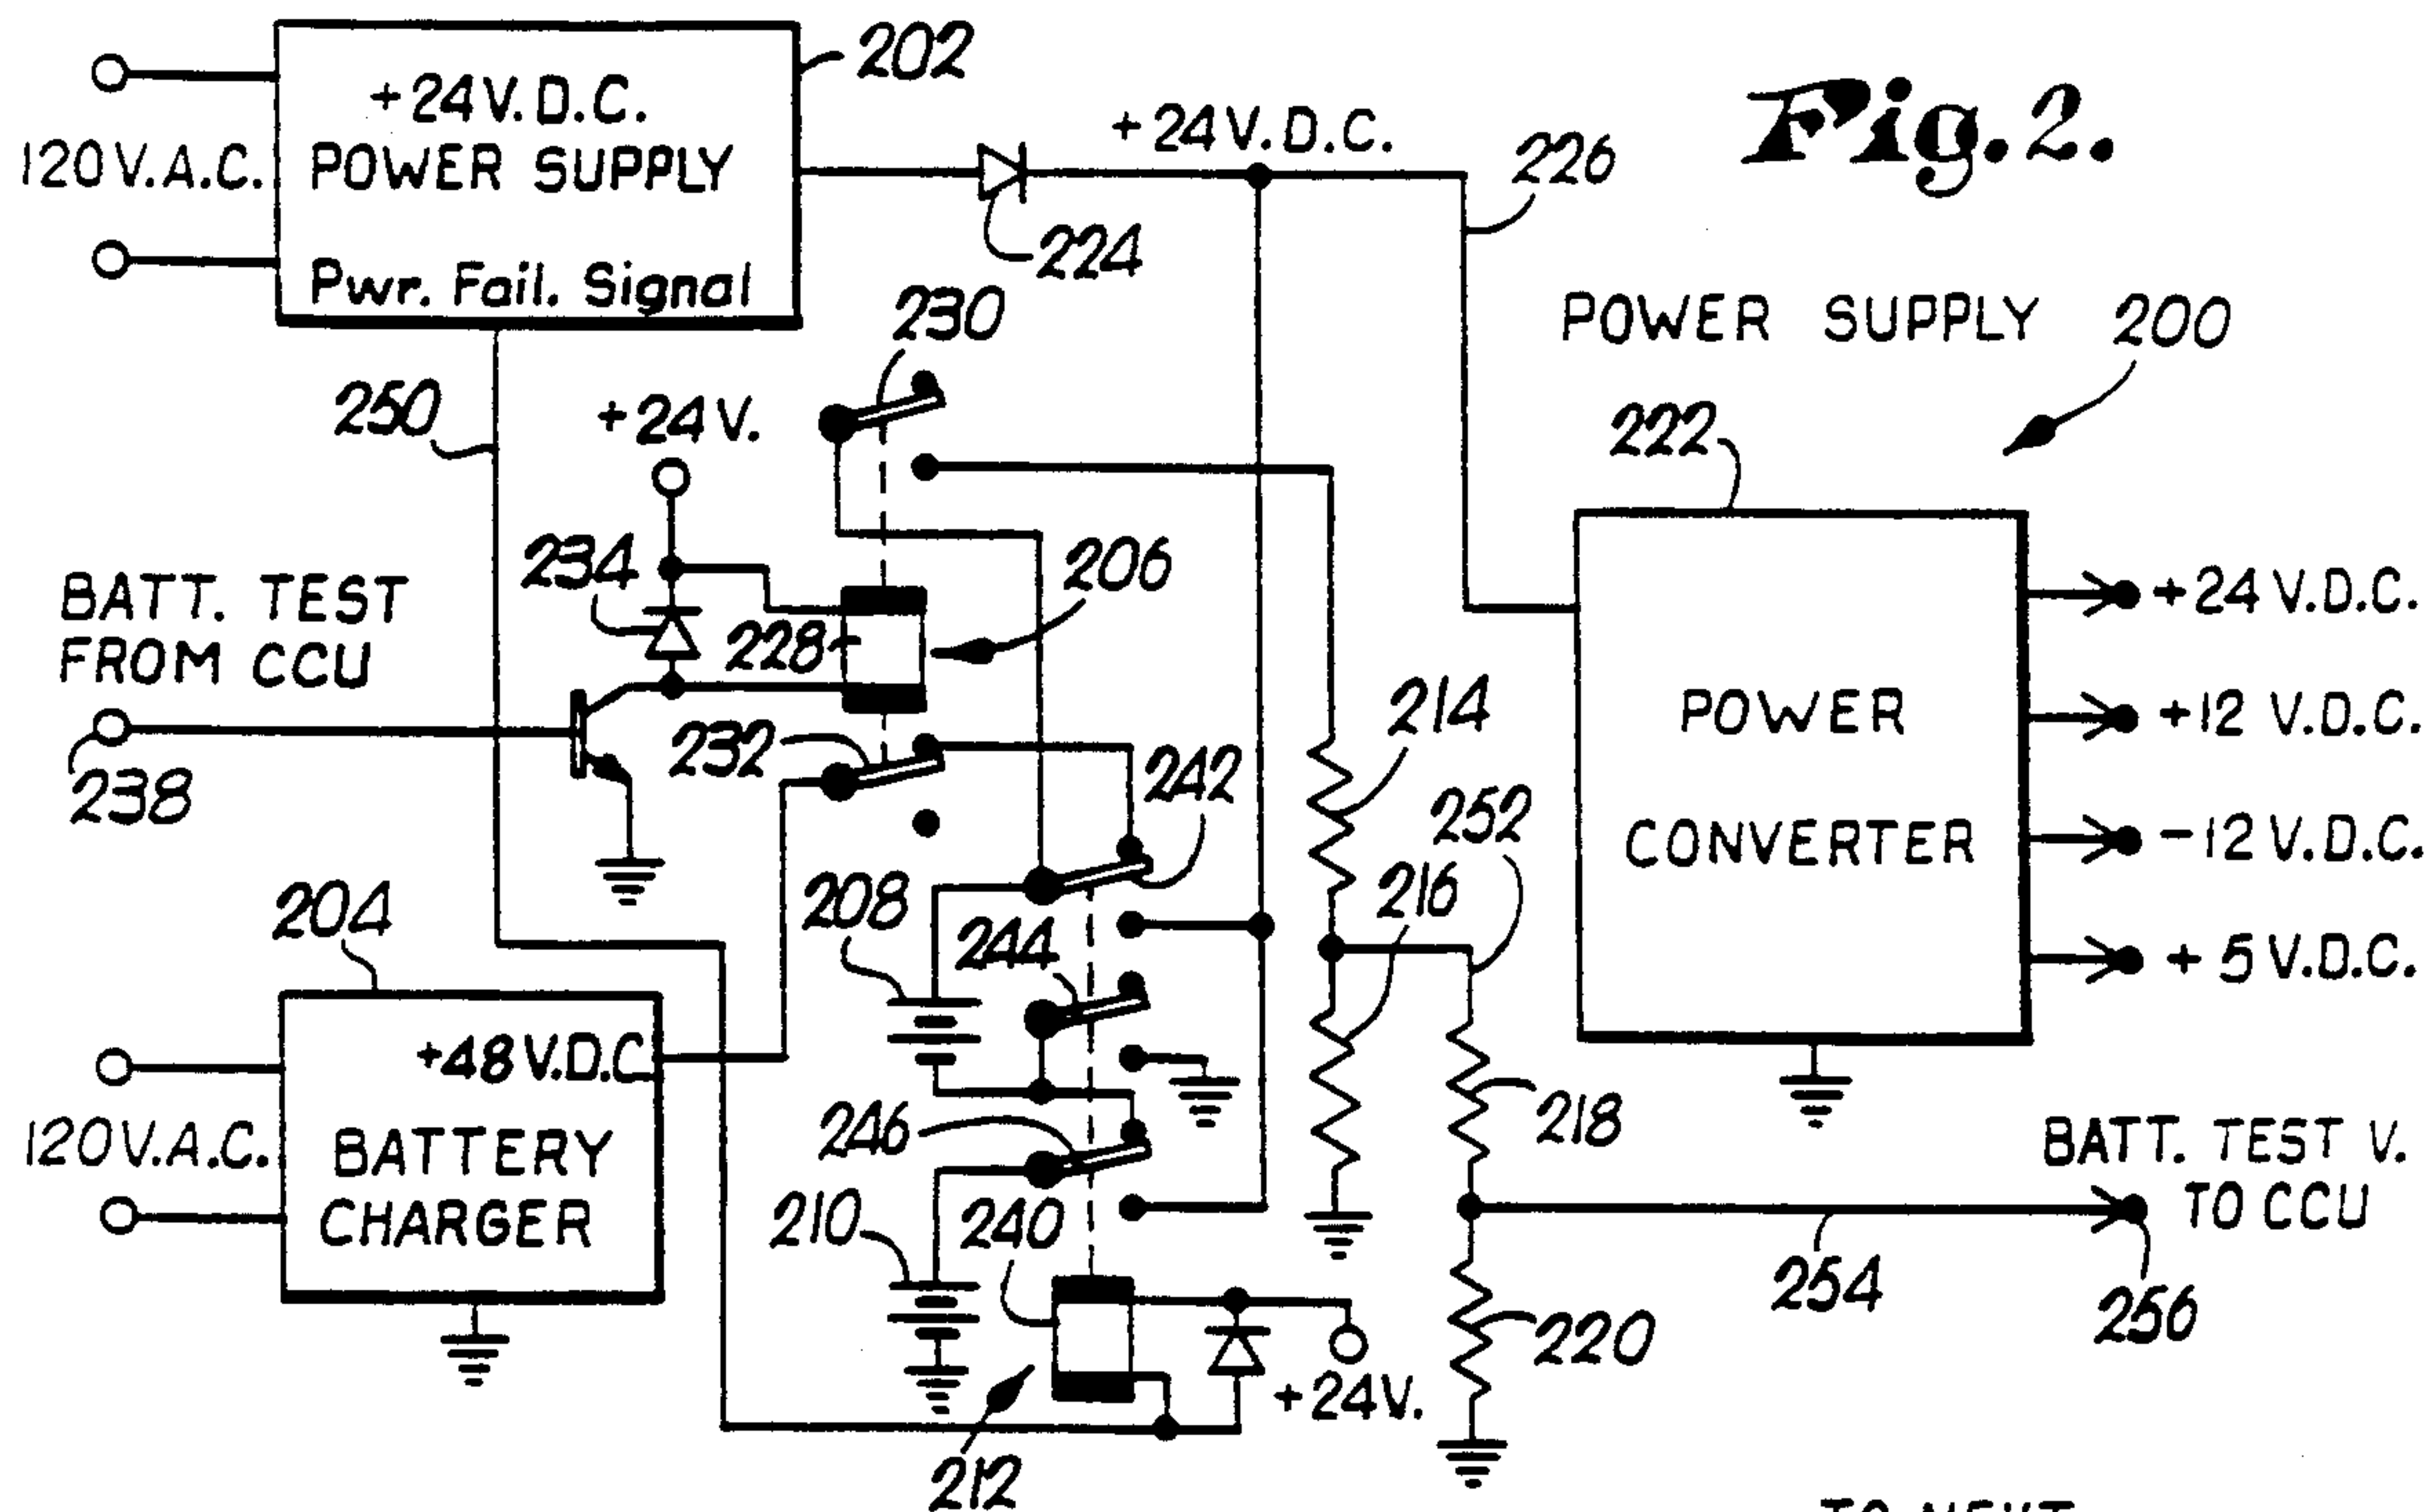 Fig. 2.
202
+24V.D.C.
POWER SUPPLY
Pwr. Fail. Signal
120V.A.C.
+24V.D.C.
226
224
230
POWER SUPPLY
200
250
+24V.
222
234
206
BATT. TEST
FROM CCU
228
238
232
242
214
252
POWER
CONVERTER
+24V.D.C.
+12 V.D.C.
-12V.D.C.
+5V.D.C.
204
208
244
216
+48V.D.C.
BATTERY
CHARGER
120V.A.C.
246
210
240
218
BATT. TEST V.
TO CCU
254
256
220
+24V.
212